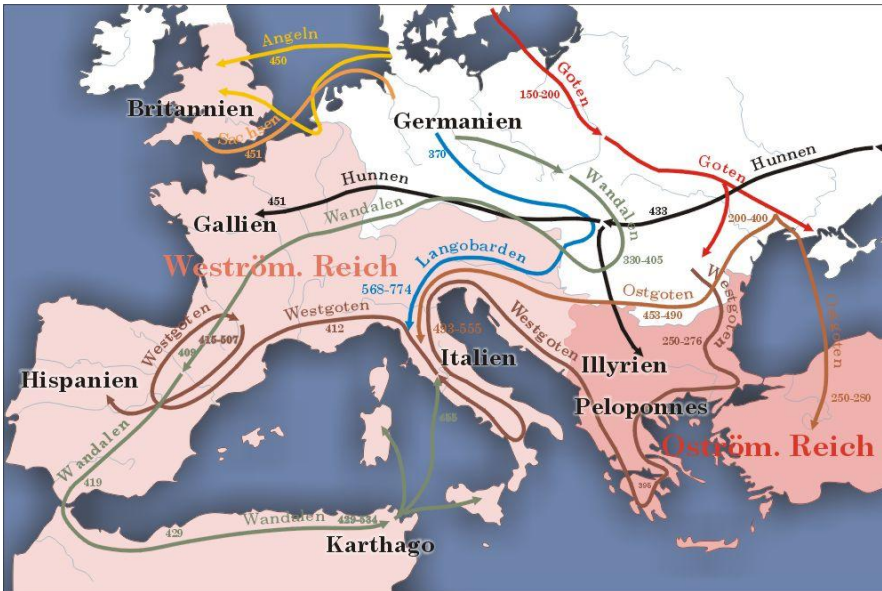 Angeln
450
Britannien
Sachsen
451
Germanien
370
Goten
150-200
Goten
Hunnen
433
200-400
Wandalen
330-405
Hunnen
451
Gallien
Wandalen
Weström. Reich
Langobarden
568-774
Ostgoten
453-490
Westgoten
250-276
Ostgoten
250-280
Westgoten
412
Westgoten
415-507
409
493-555
Westgoten
Italien
Illyrien
Hispanien
Peloponnes
Oström. Reich
455
Wandalen
419
395
Wandalen
429-534
429
Karthago